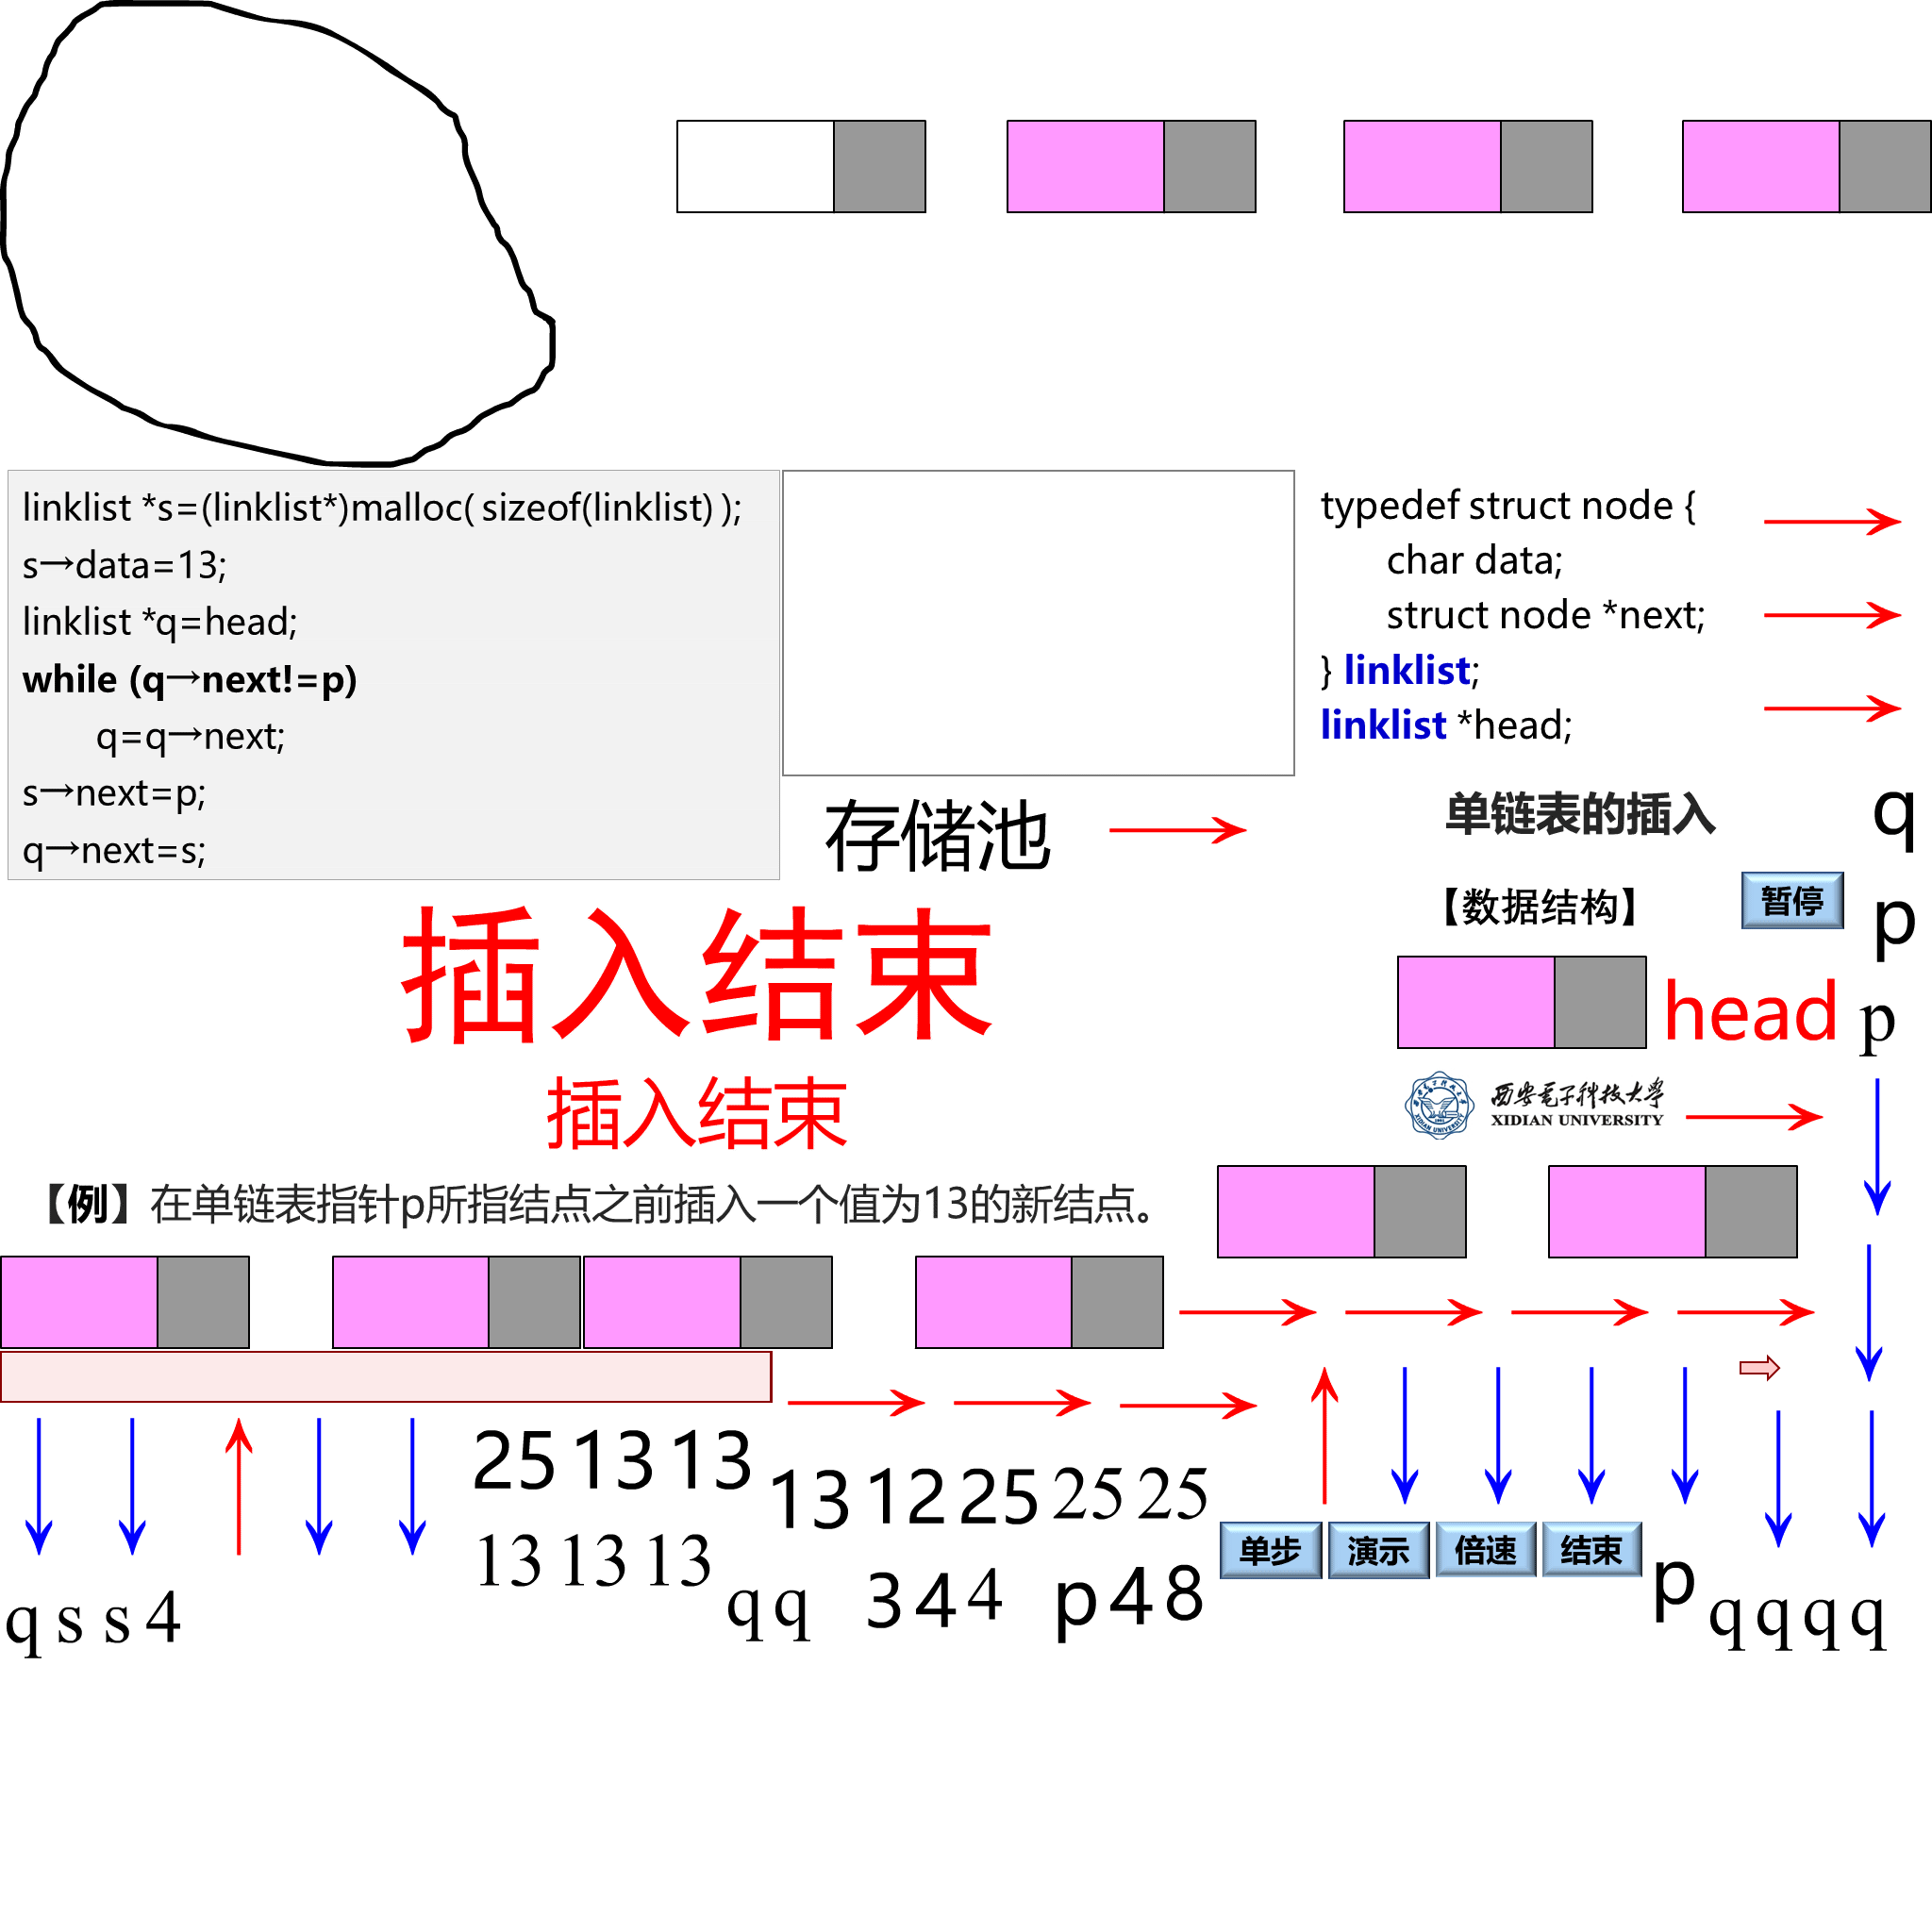 linklist *s=(linklist*)malloc( sizeof(linklist) );
s→data=13;
linklist *q=head;
while (q→next!=p)
q=q→next;
s→next=p;
q→next=s;
typedef struct node {
char data;
struct node *next;
} linklist;
linklist *head;
存储池
单链表的插入
q
【数据结构】
暂停
p
插入结束
head
p
插入结束
西安电子科技大学
XIDIAN UNIVERSITY
【例】在单链表指针p所指结点之前插入一个值为13的新结点。
25 13 13
13 12 25 25 25
13 13 13
单步 演示 倍速 结束
q s s 4
q q
3 4 4
p 4 8
p
q q q q